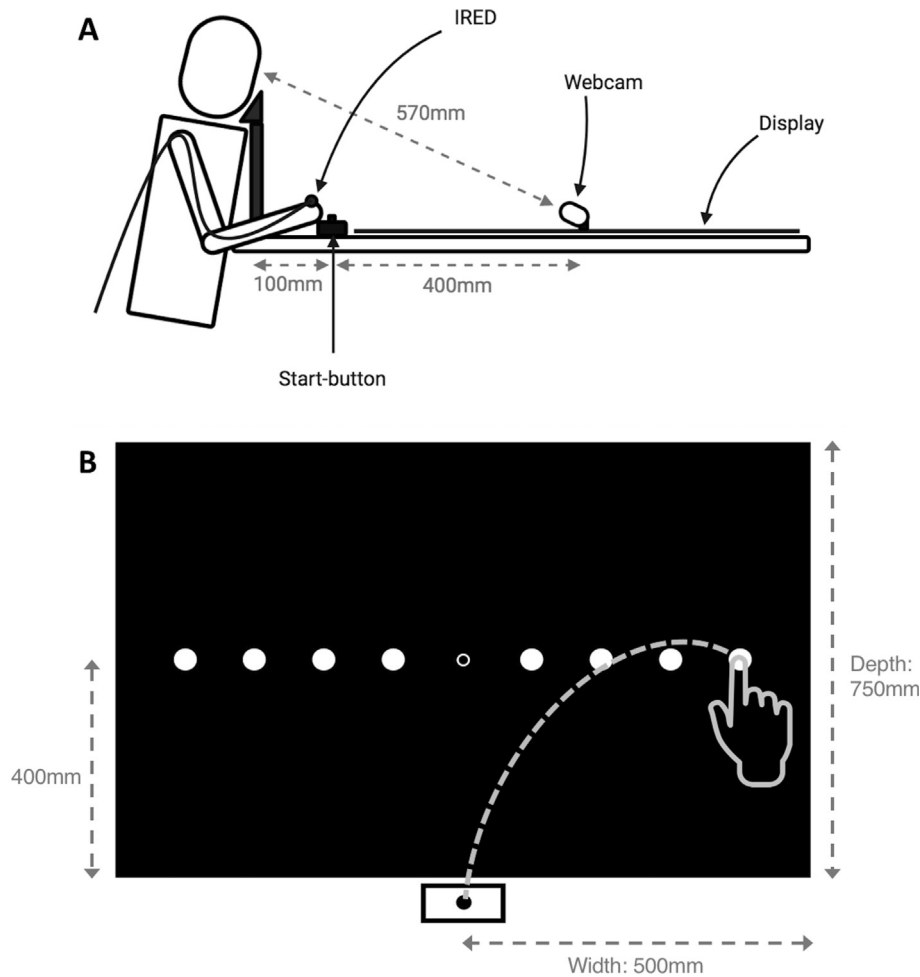 A
IRED
Webcam
570mm
Display
100mm
400mm
Start-button
B
400mm
Depth:
750mm
Width: 500mm